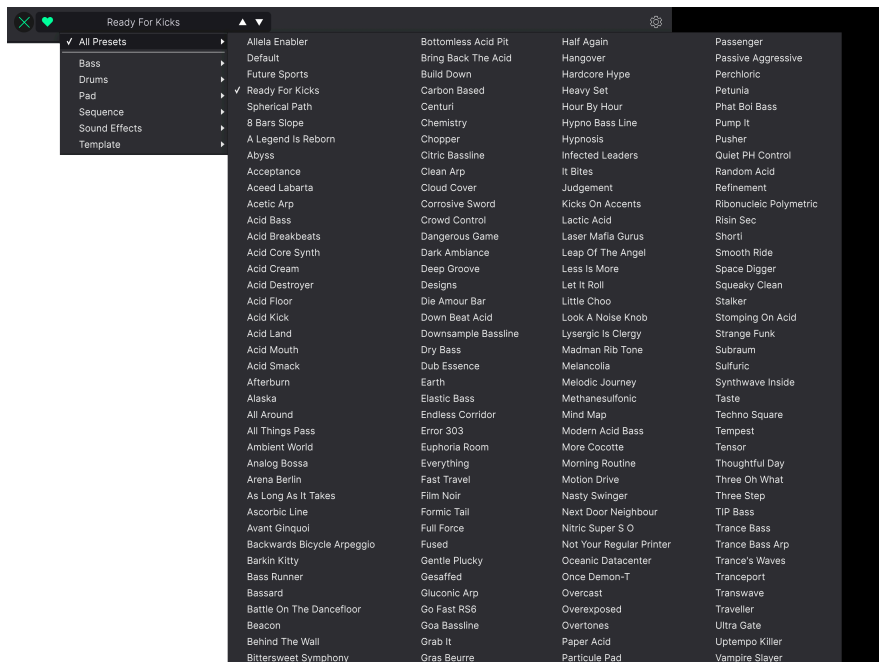 Ready For Kicks
All Presets
Bass
Drums
Pad
Sequence
Sound Effects
Template
Allela Enabler
Default
Future Sports
Ready For Kicks
Spherical Path
8 Bars Slope
A Legend Is Reborn
Abyss
Acceptance
Aceed Labarta
Acetic Arp
Acid Bass
Acid Breakbeats
Acid Core Synth
Acid Cream
Acid Destroyer
Acid Floor
Acid Kick
Acid Land
Acid Mouth
Acid Smack
Afterburn
Alaska
All Around
All Things Pass
Ambient World
Analog Bossa
Arena Berlin
As Long As It Takes
Ascorbic Line
Avant Ginquoi
Backwards Bicycle Arpeggio
Barkin Kitty
Bass Runner
Bassard
Battle On The Dancefloor
Beacon
Behind The Wall
Bittersweet Symphony
Bottomless Acid Pit
Bring Back The Acid
Build Down
Carbon Based
Centuri
Chemistry
Chopper
Citric Bassline
Clean Arp
Cloud Cover
Corrosive Sword
Crowd Control
Dangerous Game
Dark Ambiance
Deep Groove
Designs
Die Amour Bar
Down Beat Acid
Downsample Bassline
Dry Bass
Dub Essence
Earth
Elastic Bass
Endless Corridor
Error 303
Euphoria Room
Everything
Fast Travel
Film Noir
Formic Tail
Full Force
Fused
Gentle Plucky
Gesaffed
Gluconic Arp
Go Fast RS6
Goa Bassline
Grab It
Gras Beurre
Half Again
Hangover
Hardcore Hype
Heavy Set
Hour By Hour
Hypno Bass Line
Hypnosis
Infected Leaders
It Bites
Judgement
Kicks On Accents
Lactic Acid
Laser Mafia Gurus
Leap Of The Angel
Less Is More
Let It Roll
Little Choo
Look A Noise Knob
Lysergic Is Clergy
Madman Rib Tone
Melancolia
Melodic Journey
Methanesulfonic
Mind Map
Modern Acid Bass
More Cocotte
Morning Routine
Motion Drive
Nasty Swinger
Next Door Neighbour
Nitric Super S O
Not Your Regular Printer
Oceanic Datacenter
Once Demon-T
Overcast
Overexposed
Overtones
Paper Acid
Particule Pad
Passenger
Passive Aggressive
Perchloric
Petunia
Phat Boi Bass
Pump It
Pusher
Quiet PH Control
Random Acid
Refinement
Ribonucleic Polymetric
Risin Sec
Shorti
Smooth Ride
Space Digger
Squeaky Clean
Stalker
Stomping On Acid
Strange Funk
Subraum
Sulfuric
Synthwave Inside
Taste
Techno Square
Tempest
Tensor
Thoughtful Day
Three Oh What
Three Step
TIP Bass
Trance Bass
Trance Bass Arp
Trance's Waves
Tranceport
Transwave
Traveller
Ultra Gate
Uptempo Killer
Vampire Slayer